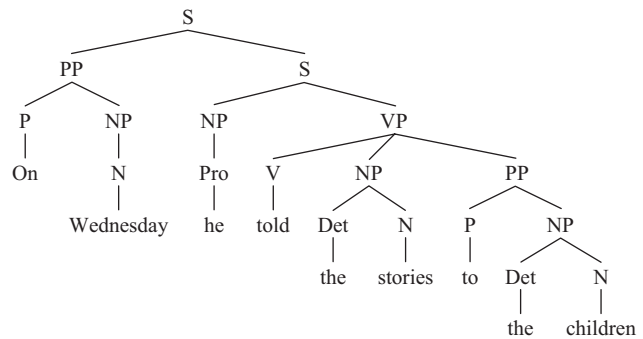 S
PP S
P NP NP VP
On N Pro V NP PP
Wednesday he told Det N P NP
the stories to Det N
the children